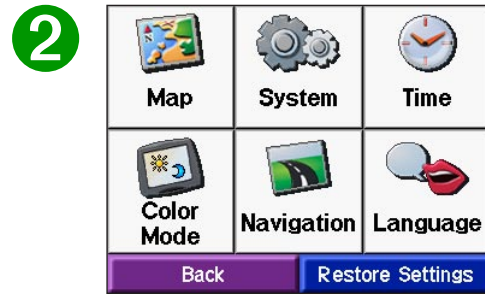 2
Map System Time
Color
Mode
Navigation Language
Back Restore Settings